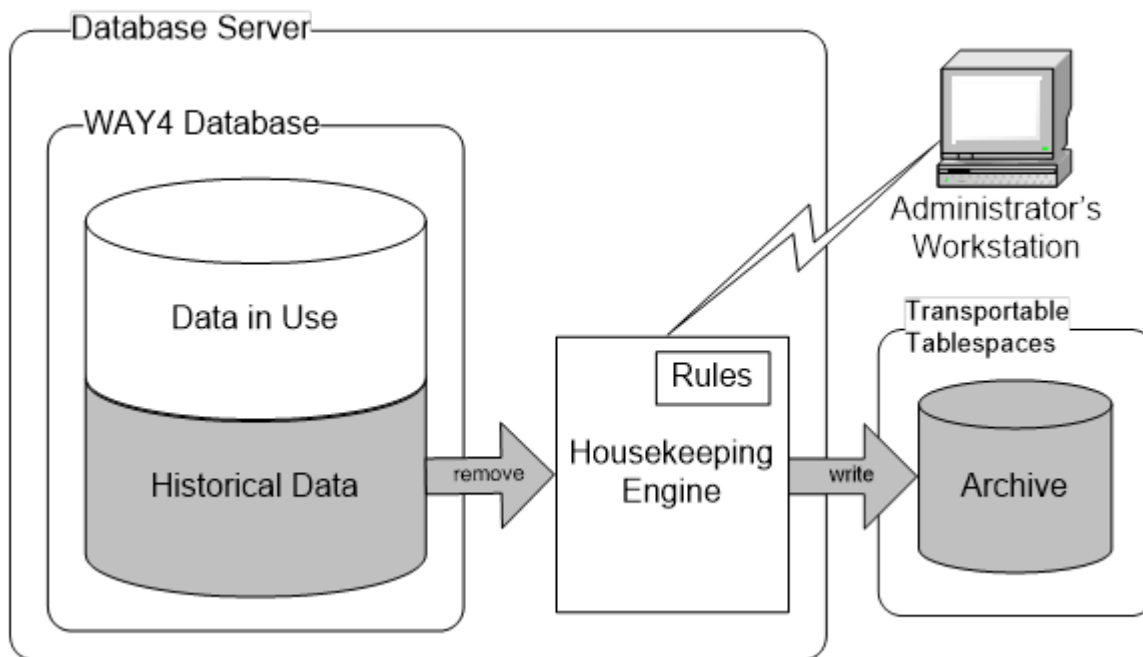 Database Server
WAY4 Database
Data in Use
Historical Data
remove
Rules
Housekeeping
Engine
write
Administrator's
Workstation
Transportable
Tablespaces
Archive